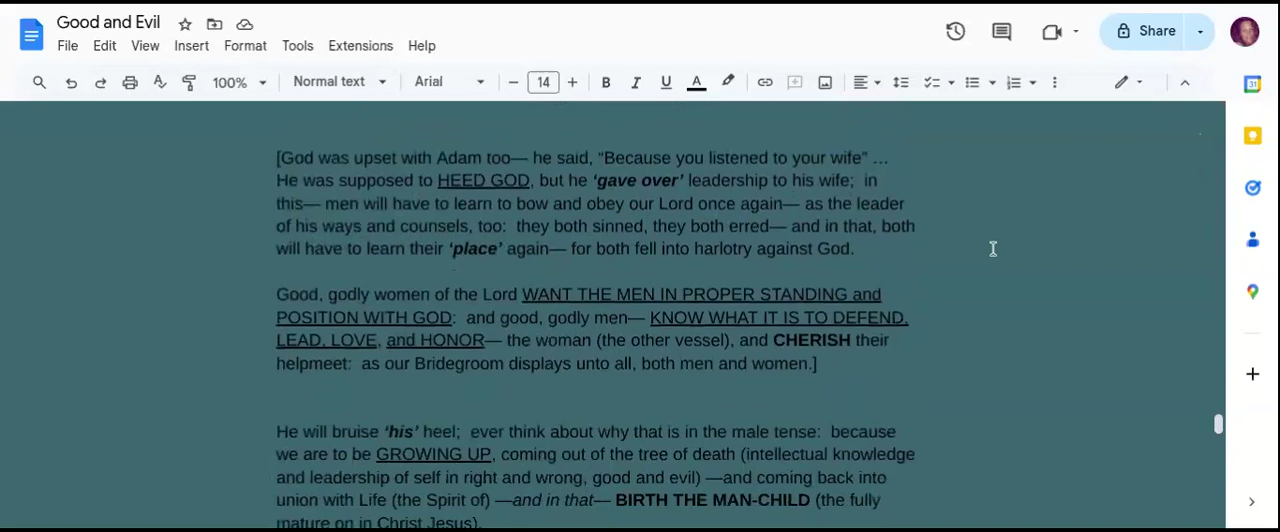 Good and Evil
File Edit View Insert Format Tools Extensions Help
Share
100% Normal text Arial 14 B I U A
[God was upset with Adam too— he said, “Because you listened to your wife” …
He was supposed to HEED GOD, but he ‘gave over’ leadership to his wife; in
this— men will have to learn to bow and obey our Lord once again— as the leader
of his ways and counsels, too: they both sinned, they both erred— and in that, both
will have to learn their ‘place’ again— for both fell into harlotry against God.
Good, godly women of the Lord WANT THE MEN IN PROPER STANDING and
POSITION WITH GOD: and good, godly men— KNOW WHAT IT IS TO DEFEND,
LEAD, LOVE, and HONOR— the woman (the other vessel), and CHERISH their
helpmeet: as our Bridegroom displays unto all, both men and women.]
He will bruise ‘his’ heel; ever think about why that is in the male tense: because
we are to be GROWING UP, coming out of the tree of death (intellectual knowledge
and leadership of self in right and wrong, good and evil) —and coming back into
union with Life (the Spirit of) —and in that— BIRTH THE MAN-CHILD (the fully
mature on in Christ Jesus).